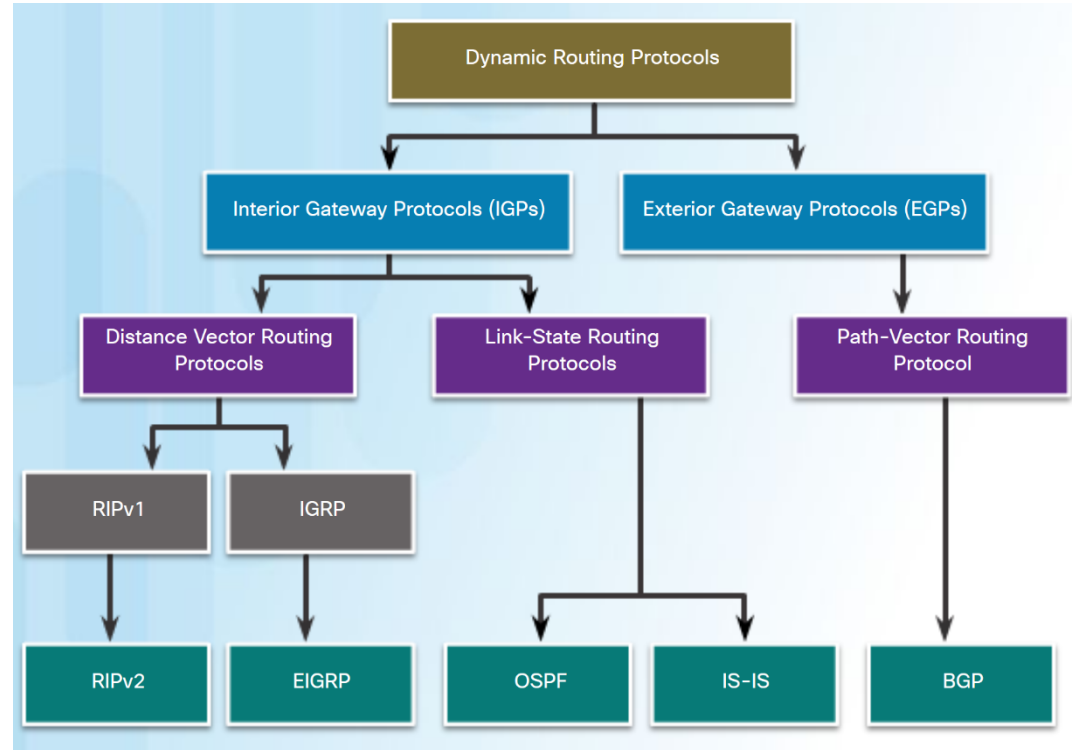 Dynamic Routing Protocols
Interior Gateway Protocols (IGPs)
Exterior Gateway Protocols (EGPs)
Distance Vector Routing
Protocols
Link-State Routing
Protocols
Path-Vector Routing
Protocol
RIPv1
IGRP
RIPv2
EIGRP
OSPF
IS-IS
BGP